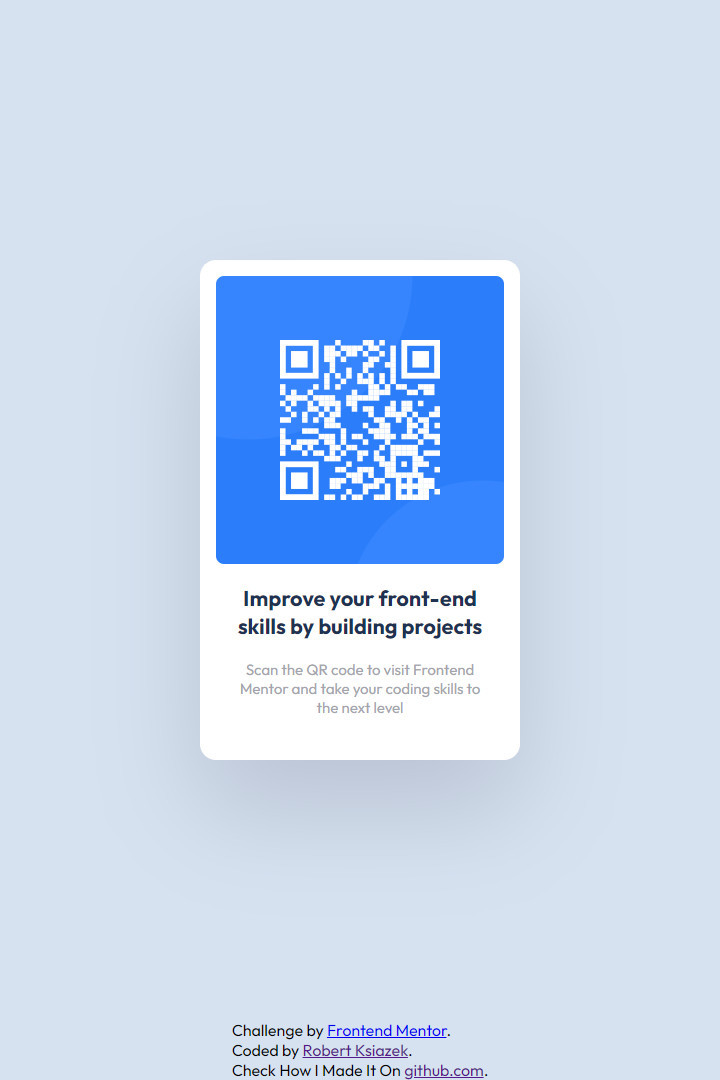 Improve your front-end
skills by building projects
Scan the QR code to visit Frontend
Mentor and take your coding skills to
the next level
Challenge by Frontend Mentor.
Coded by Robert Ksiazek.
Check How I Made It On github.com.